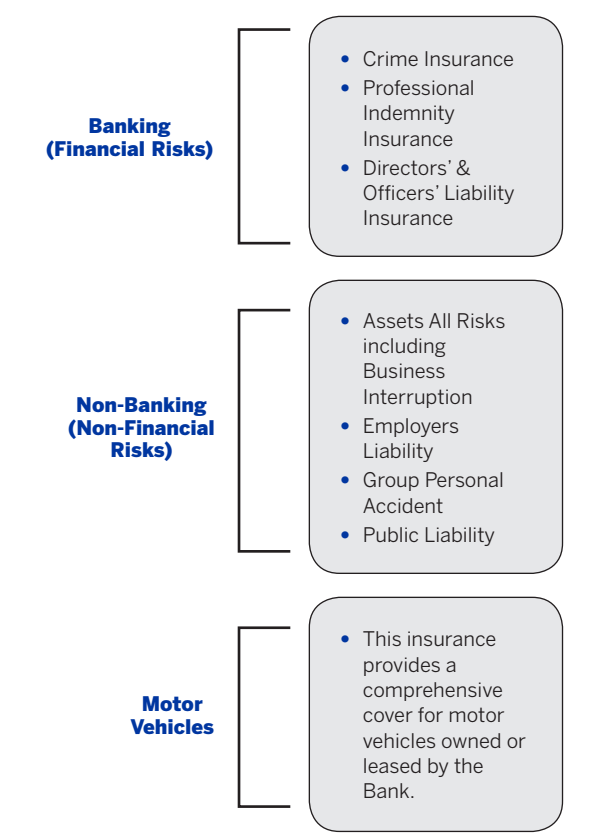 Banking
(Financial Risks)
• Crime Insurance
• Professional
Indemnity
Insurance
• Directors’ &
Officers’ Liability
Insurance
Non-Banking
(Non-Financial
Risks)
• Assets All Risks
including
Business
Interruption
• Employers
Liability
• Group Personal
Accident
• Public Liability
Motor
Vehicles
• This insurance
provides a
comprehensive
cover for motor
vehicles owned or
leased by the
Bank.